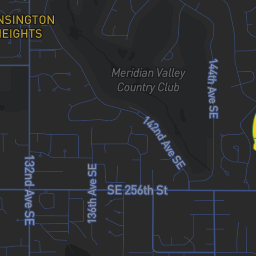 NSINGTON
HEIGHTS
Meridian Valley
Country Club
144th Ave SE
142nd Ave SE
132nd Ave SE
136th Ave SE
SE 256th St